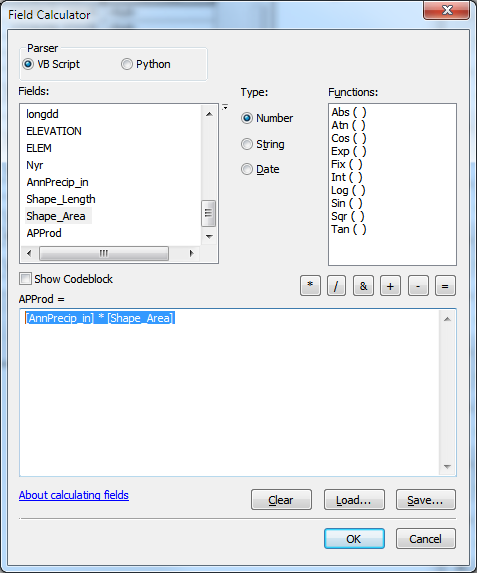 Field Calculator
Parser
VB Script
Python
Fields:
longdd
ELEVATION
ELEM
Nyr
AnnPrecip_in
Shape_Length
Shape_Area
APProd
Type:
Number
String
Date
Functions:
Abs ( )
Atn ( )
Cos ( )
Exp ( )
Fix ( )
Int ( )
Log ( )
Sin ( )
Sqr ( )
Tan ( )
Show Codeblock
* / & + - =
APProd =
[AnnPrecip_in] * [Shape_Area]
About calculating fields
Clear
Load...
Save...
OK
Cancel